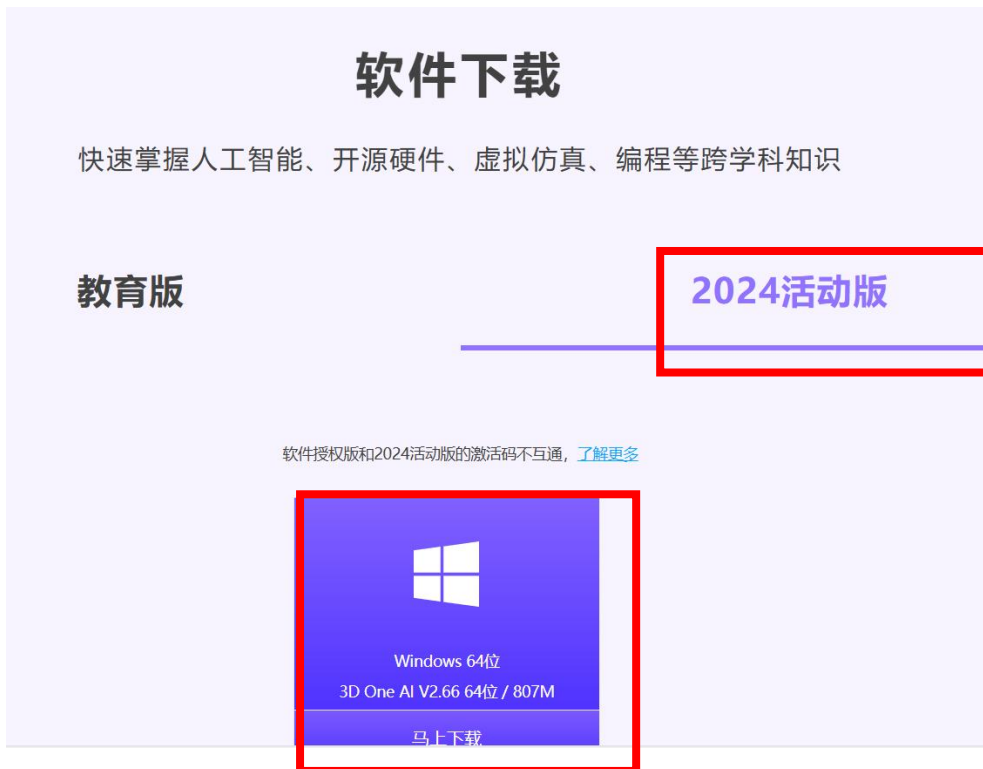 软件下载
快速掌握人工智能、开源硬件、虚拟仿真、编程等跨学科知识
教育版
2024活动版
软件授权版和2024活动版的激活码不互通，了解更多
Windows 64位
3D One AI V2.66 64位 / 807M
马上下载